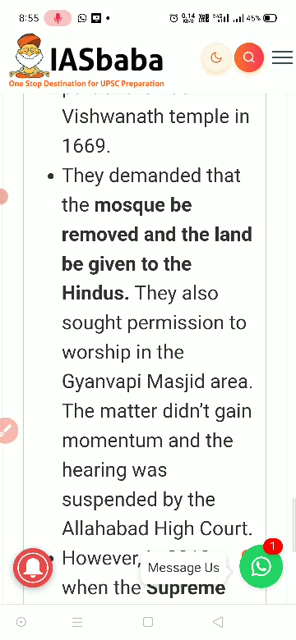 8:55
45%
IASbaba
One Stop Destination for UPSC Preparation
Vishwanath temple in
1669.
• They demanded that
the mosque be
removed and the land
be given to the
Hindus. They also
sought permission to
worship in the
Gyanvapi Masjid area.
The matter didn't gain
momentum and the
hearing was
suspended by the
Allahabad High Court.
• However,
when the Supreme
Message Us
1